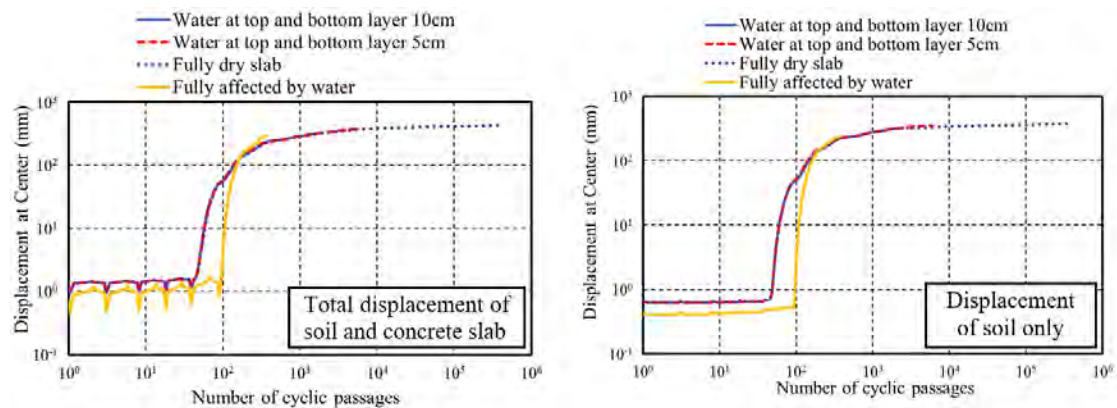 Water at top and bottom layer 10cm
Water at top and bottom layer 5cm
Fully dry slab
Fully affected by water
Displacement at Center (mm)
10³
10²
10¹
10⁰
10⁻¹
Total displacement of
soil and concrete slab
10⁰ 10¹ 10² 10³ 10⁴ 10⁵ 10⁶
Number of cyclic passages
Water at top and bottom layer 10cm
Water at top and bottom layer 5cm
Fully dry slab
Fully affected by water
Displacement at Center (mm)
10³
10²
10¹
10⁰
10⁻¹
Displacement
of soil only
10⁰ 10¹ 10² 10³ 10⁴ 10⁵ 10⁶
Number of cyclic passages